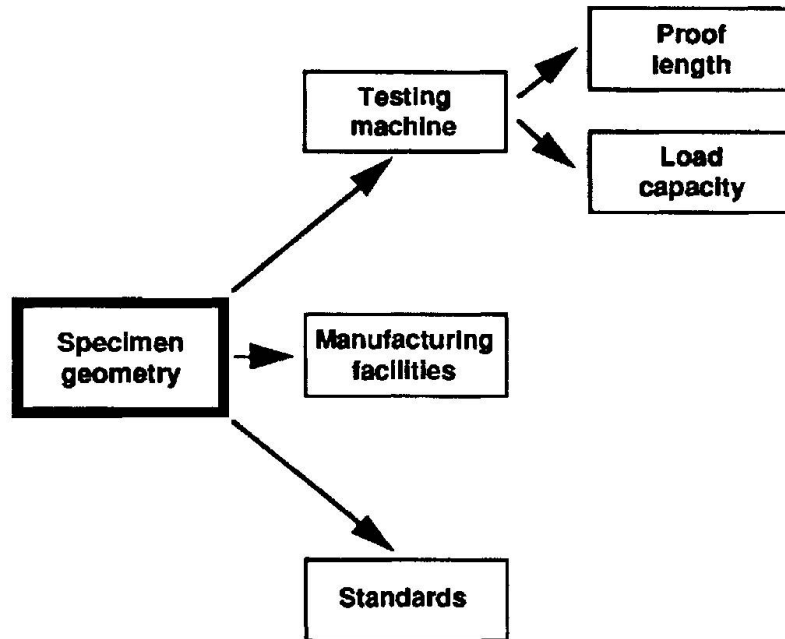 Proof
length
Testing
machine
Load
capacity
Specimen
geometry
Manufacturing
facilities
Standards